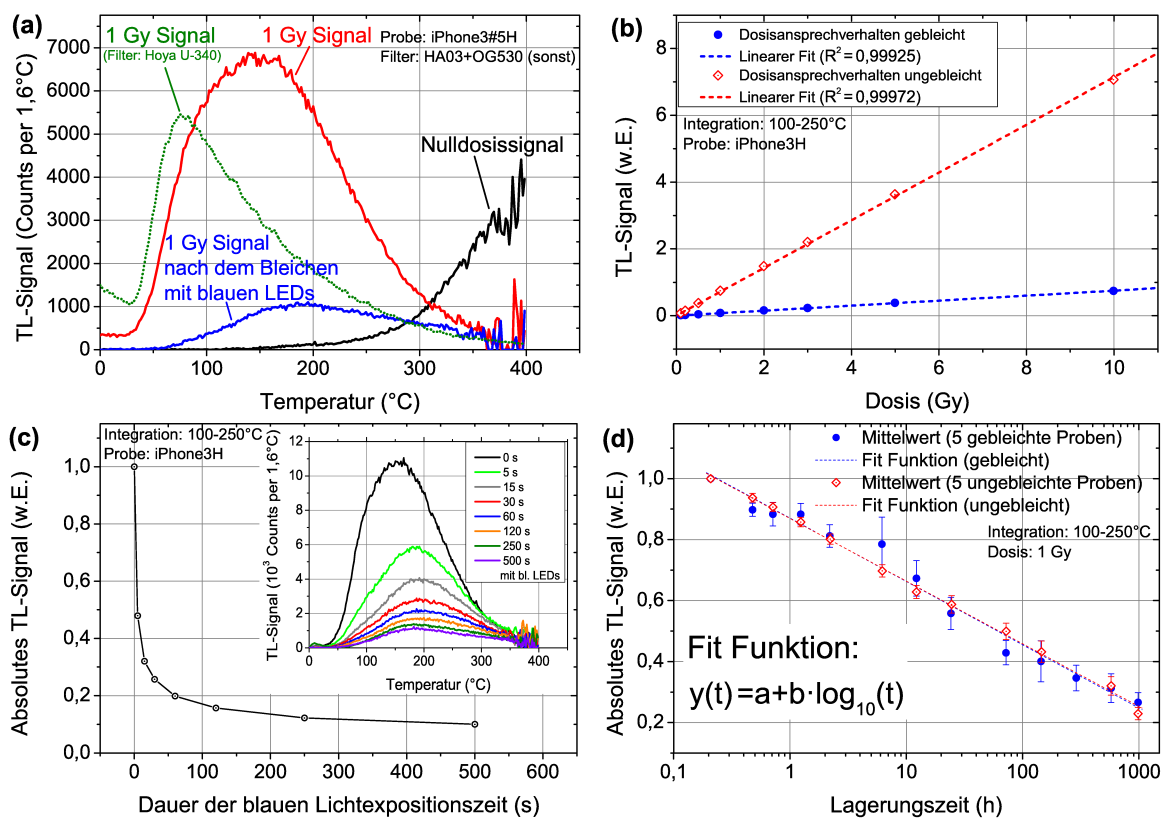 (a)
7000
6000
5000
4000
3000
2000
1000
0
TL-Signal (Counts per 1,6°C)
1 Gy Signal
(Filter: Hoya U-340)
1 Gy Signal
Probe: iPhone3#5H
Filter: HA03+OG530 (sonst)
Nulldosissignal
1 Gy Signal
nach dem Bleichen
mit blauen LEDs
0 100 200 300 400
Temperatur (°C)
(b)
Dosisansprechverhalten gebleicht
Linearer Fit (R² = 0,99925)
Dosisansprechverhalten ungebleicht
Linearer Fit (R² = 0,99972)
Integration: 100-250°C
Probe: iPhone3H
8
6
4
2
0
TL-Signal (w.E.)
0 2 4 6 8 10
Dosis (Gy)
(c)
Integration: 100-250°C
Probe: iPhone3H
1,0
0,8
0,6
0,4
0,2
0,0
Absolutes TL-Signal (w.E.)
12
10
8
6
4
2
0
TL-Signal (10³ Counts per 1,6°C)
0 s
5 s
15 s
30 s
60 s
120 s
250 s
500 s
mit bl. LEDs
0 100 200 300 400
Temperatur (°C)
0 100 200 300 400 500 600
Dauer der blauen Lichtexpositionszeit (s)
(d)
Mittelwert (5 gebleichte Proben)
Fit Funktion (gebleicht)
Mittelwert (5 ungebleichte Proben)
Fit Funktion (ungebleicht)
Integration: 100-250°C
Dosis: 1 Gy
1,0
0,8
0,6
0,4
0,2
Absolutes TL-Signal (w.E.)
Fit Funktion:
y(t)=a+b·log₁₀(t)
0,1 1 10 100 1000
Lagerungszeit (h)